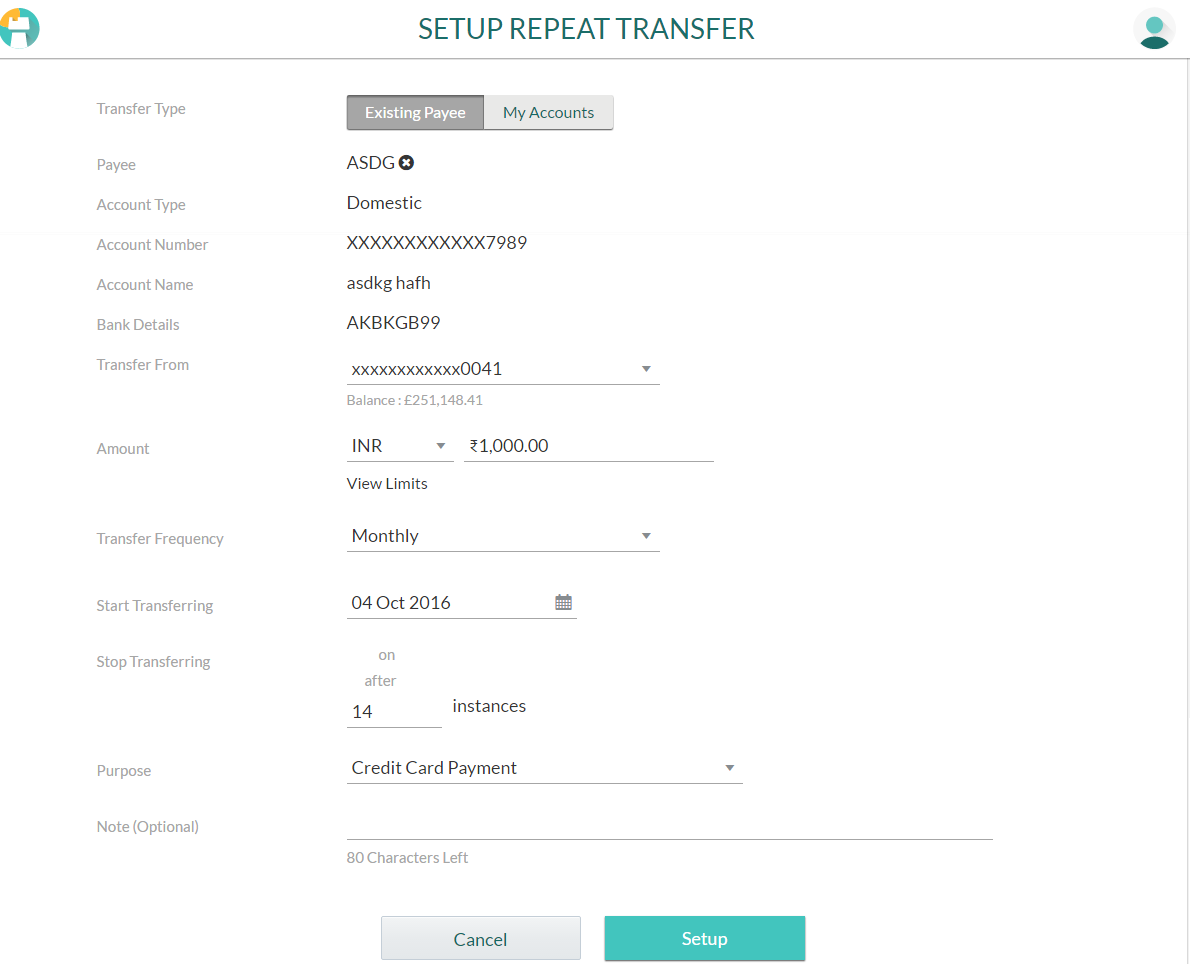 SETUP REPEAT TRANSFER
Transfer Type Existing Payee My Accounts
Payee ASDG
Account Type Domestic
Account Number XXXXXXXXXXXX7989
Account Name asdkg hafh
Bank Details AKBKGB99
Transfer From xxxxxxxxxxxx0041
Balance : £251,148.41
Amount INR ₹1,000.00
View Limits
Transfer Frequency Monthly
Start Transferring 04 Oct 2016
Stop Transferring on
after
14 instances
Purpose Credit Card Payment
Note (Optional)
80 Characters Left
Cancel Setup